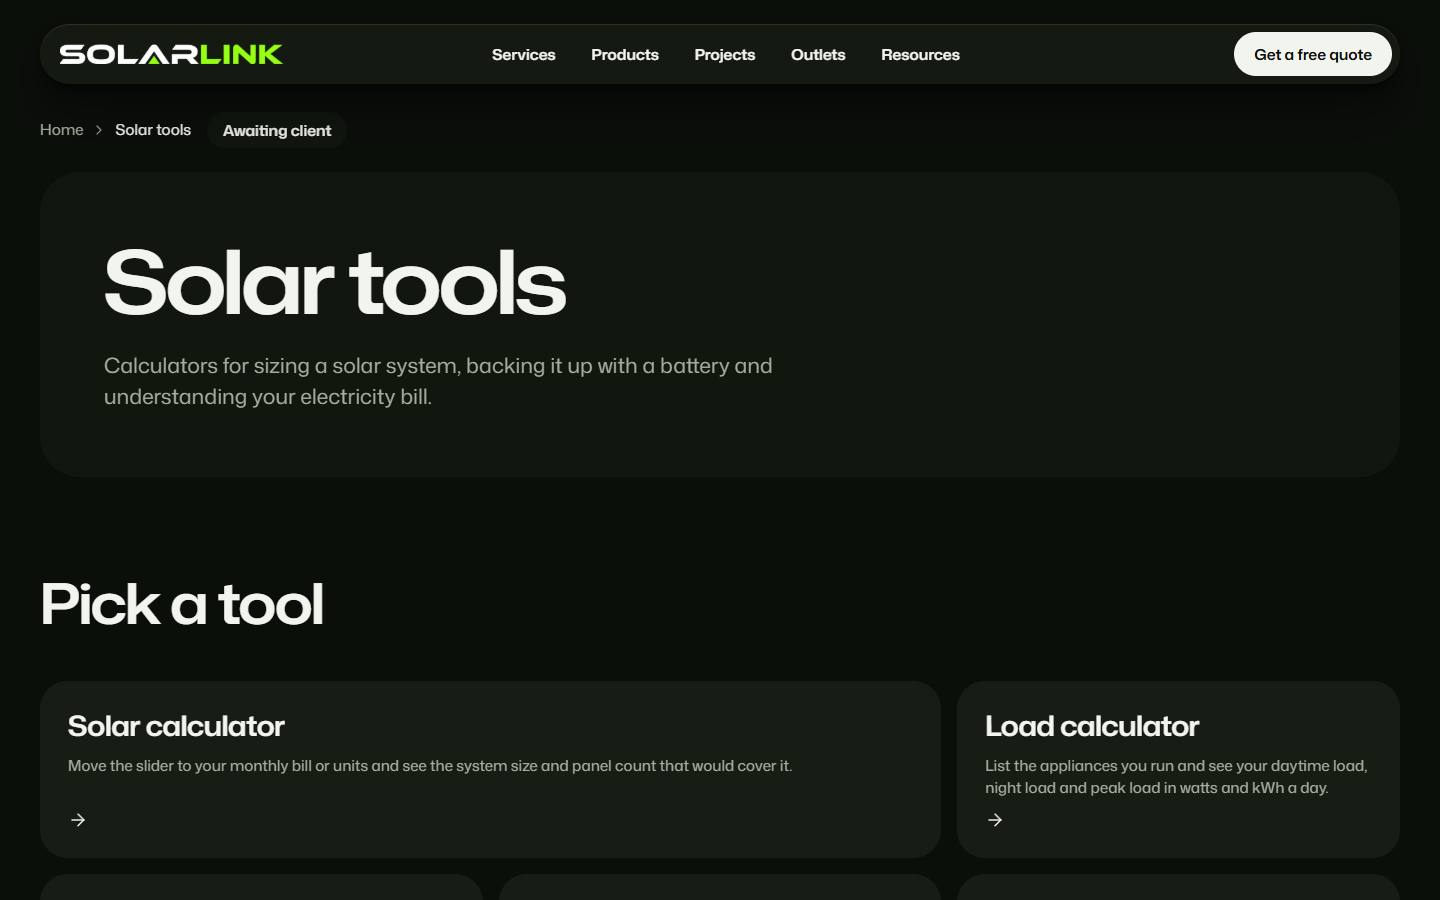 SOLARLINK
Services
Products
Projects
Outlets
Resources
Get a free quote
Home
Solar tools
Awaiting client
Solar tools
Calculators for sizing a solar system, backing it up with a battery and
understanding your electricity bill.
Pick a tool
Solar calculator
Move the slider to your monthly bill or units and see the system size and panel count that would cover it.
Load calculator
List the appliances you run and see your daytime load,
night load and peak load in watts and kWh a day.